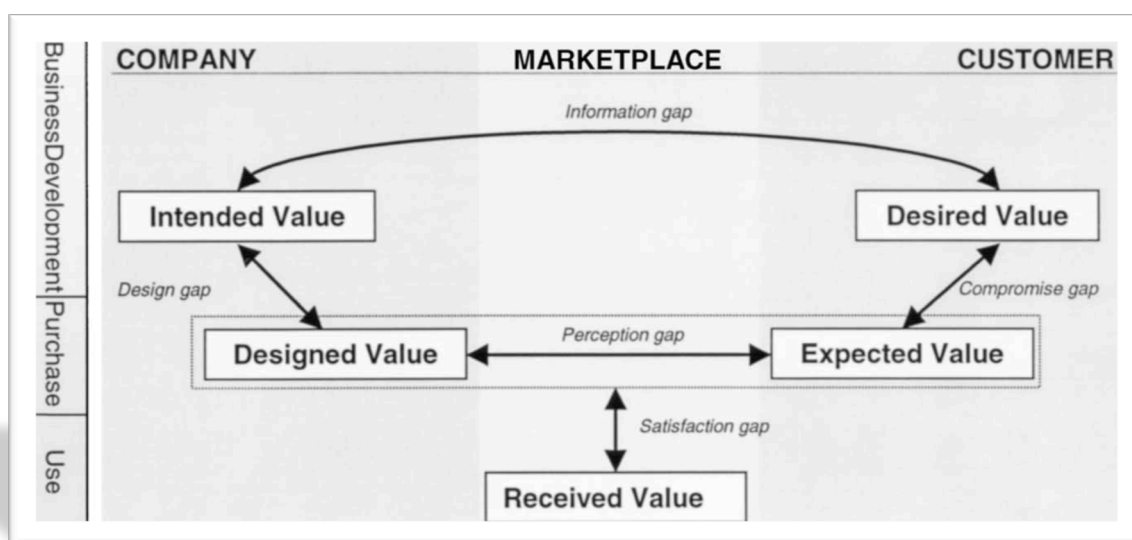 COMPANY MARKETPLACE CUSTOMER
BusinessDevelopment
Information gap
Intended Value
Desired Value
Design gap
Compromise gap
Purchase
Perception gap
Designed Value
Expected Value
Satisfaction gap
Use
Received Value